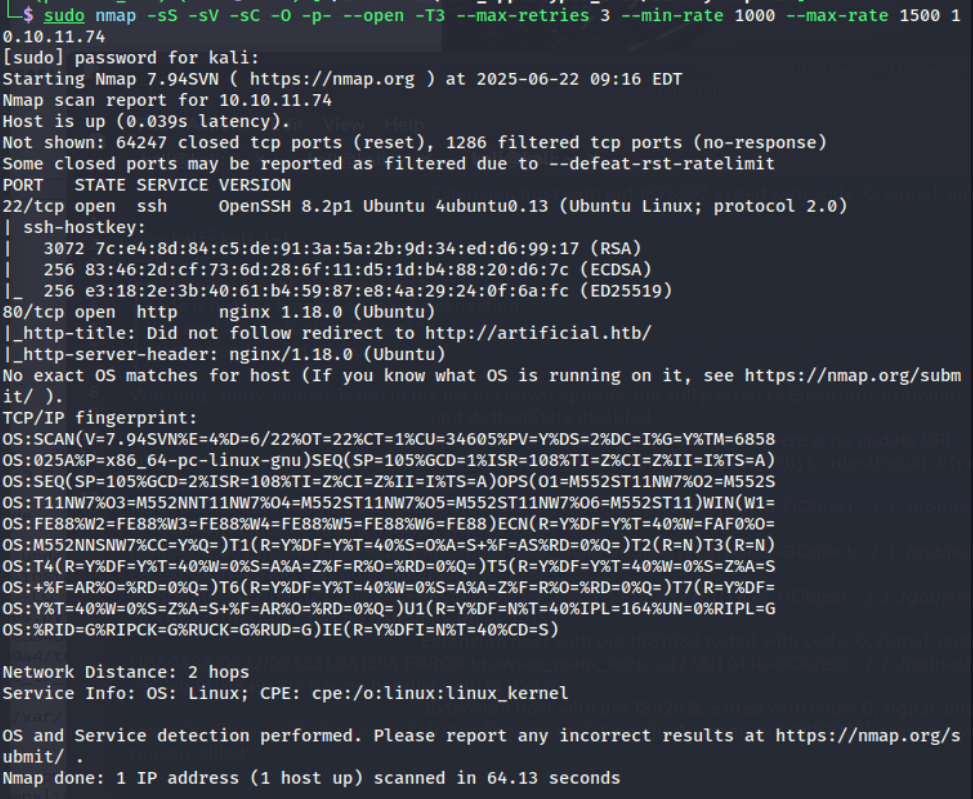 └─$ sudo nmap -sS -sV -sC -O -p- --open -T3 --max-retries 3 --min-rate 1000 --max-rate 1500 1
0.10.11.74
[sudo] password for kali:
Starting Nmap 7.94SVN ( https://nmap.org ) at 2025-06-22 09:16 EDT
Nmap scan report for 10.10.11.74
Host is up (0.039s latency).
Not shown: 64247 closed tcp ports (reset), 1286 filtered tcp ports (no-response)
Some closed ports may be reported as filtered due to --defeat-rst-ratelimit
PORT   STATE SERVICE VERSION
22/tcp open  ssh     OpenSSH 8.2p1 Ubuntu 4ubuntu0.13 (Ubuntu Linux; protocol 2.0)
| ssh-hostkey:
|   3072 7c:e4:8d:84:c5:de:91:3a:5a:2b:9d:34:ed:d6:99:17 (RSA)
|   256 83:46:2d:cf:73:6d:28:6f:11:d5:1d:b4:88:20:d6:7c (ECDSA)
|_  256 e3:18:2e:3b:40:61:b4:59:87:e8:4a:29:24:0f:6a:fc (ED25519)
80/tcp open  http    nginx 1.18.0 (Ubuntu)
|_http-title: Did not follow redirect to http://artificial.htb/
|_http-server-header: nginx/1.18.0 (Ubuntu)
No exact OS matches for host (If you know what OS is running on it, see https://nmap.org/subm
it/ ).
TCP/IP fingerprint:
OS:SCAN(V=7.94SVN%E=4%D=6/22%OT=22%CT=1%CU=34605%PV=Y%DS=2%DC=I%G=Y%TM=6858
OS:025A%P=x86_64-pc-linux-gnu)SEQ(SP=105%GCD=1%ISR=108%TI=Z%CI=Z%II=I%TS=A)
OS:SEQ(SP=105%GCD=2%ISR=108%TI=Z%CI=Z%II=I%TS=A)OPS(O1=M552ST11NW7%O2=M552S
OS:T11NW7%O3=M552NNT11NW7%O4=M552ST11NW7%O5=M552ST11NW7%O6=M552ST11)WIN(W1=
OS:FE88%W2=FE88%W3=FE88%W4=FE88%W5=FE88%W6=FE88)ECN(R=Y%DF=Y%T=40%W=FAF0%O=
OS:M552NNSNW7%CC=Y%Q=)T1(R=Y%DF=Y%T=40%S=O%A=S+%F=AS%RD=0%Q=)T2(R=N)T3(R=N)
OS:T4(R=Y%DF=Y%T=40%W=0%S=A%A=Z%F=R%O=%RD=0%Q=)T5(R=Y%DF=Y%T=40%W=0%S=Z%A=S
OS:+%F=AR%O=%RD=0%Q=)T6(R=Y%DF=Y%T=40%W=0%S=A%A=Z%F=R%O=%RD=0%Q=)T7(R=Y%DF=
OS:Y%T=40%W=0%S=Z%A=S+%F=AR%O=%RD=0%Q=)U1(R=Y%DF=N%T=40%IPL=164%UN=0%RIPL=G
OS:%RID=G%RIPCK=G%RUCK=G%RUD=G)IE(R=Y%DFI=N%T=40%CD=S)
Network Distance: 2 hops
Service Info: OS: Linux; CPE: cpe:/o:linux:linux_kernel
OS and Service detection performed. Please report any incorrect results at https://nmap.org/s
ubmit/ .
Nmap done: 1 IP address (1 host up) scanned in 64.13 seconds